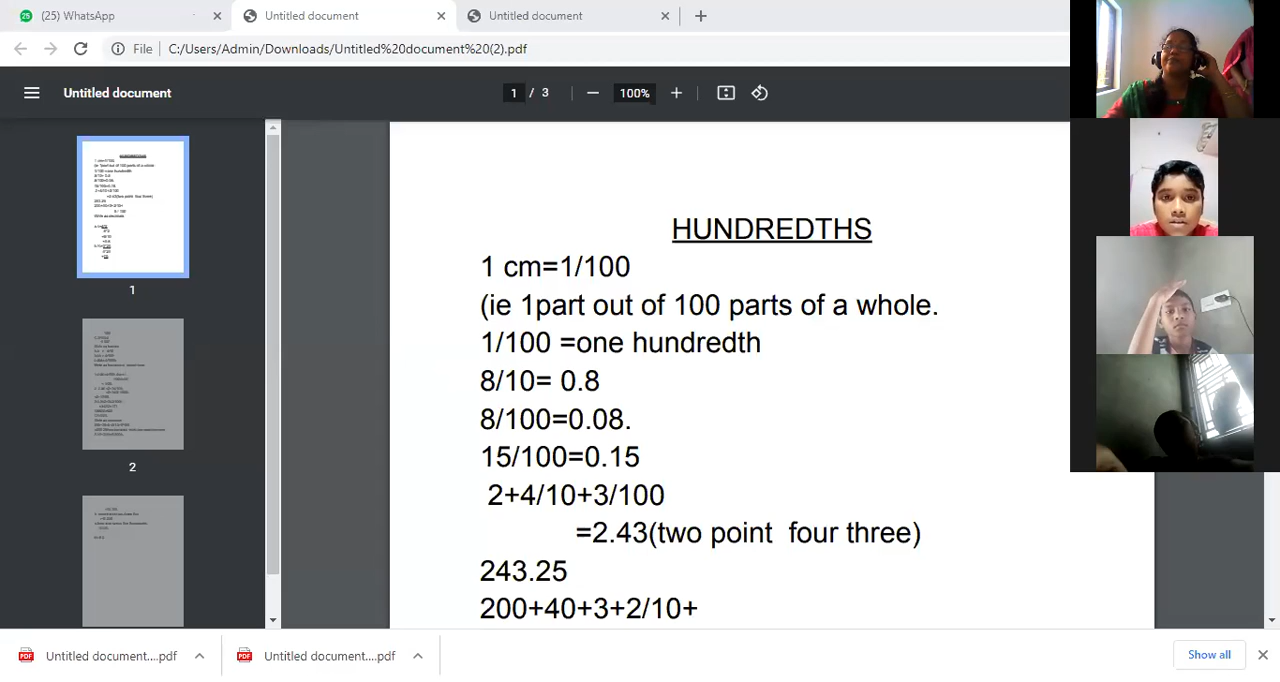 25
(25) WhatsApp
Untitled document
Untitled document
File
C:/Users/Admin/Downloads/Untitled%20document%20(2).pdf
Untitled document
1 / 3
100%
HUNDREDTHS
1 cm=1/100
(ie 1part out of 100 parts of a whole.
1/100 =one hundredth
8/10= 0.8
8/100=0.08.
15/100=0.15
2+4/10+3/100
=2.43(two point four three)
243.25
200+40+3+2/10+
1
2
Untitled document....pdf
Untitled document....pdf
Show all